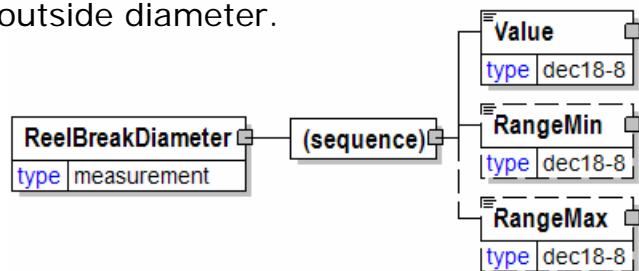 outside diameter.
Value
type dec18-8
ReelBreakDiameter
type measurement
(sequence)
RangeMin
type dec18-8
RangeMax
type dec18-8